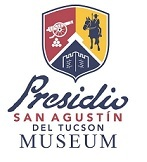 Presidio
SAN AGUSTÍN
DEL TUCSON
MUSEUM